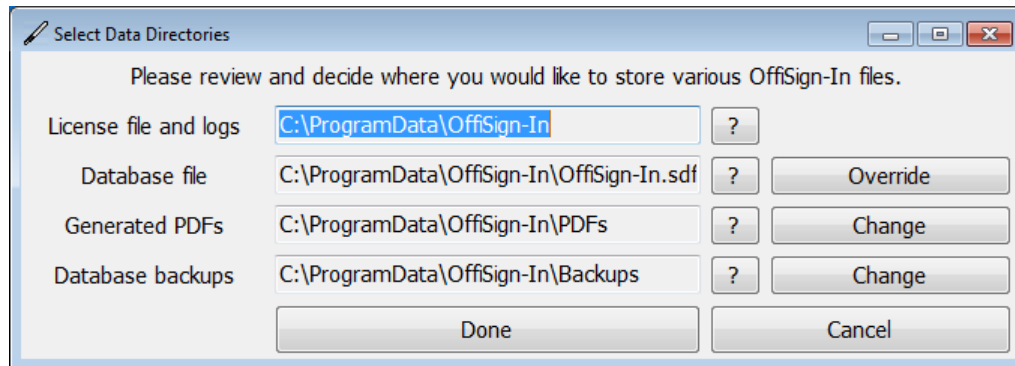 Select Data Directories
Please review and decide where you would like to store various OffiSign-In files.
License file and logs C:\ProgramData\OffiSign-In ?
Database file C:\ProgramData\OffiSign-In\OffiSign-In.sdf ? Override
Generated PDFs C:\ProgramData\OffiSign-In\PDFs ? Change
Database backups C:\ProgramData\OffiSign-In\Backups ? Change
Done Cancel